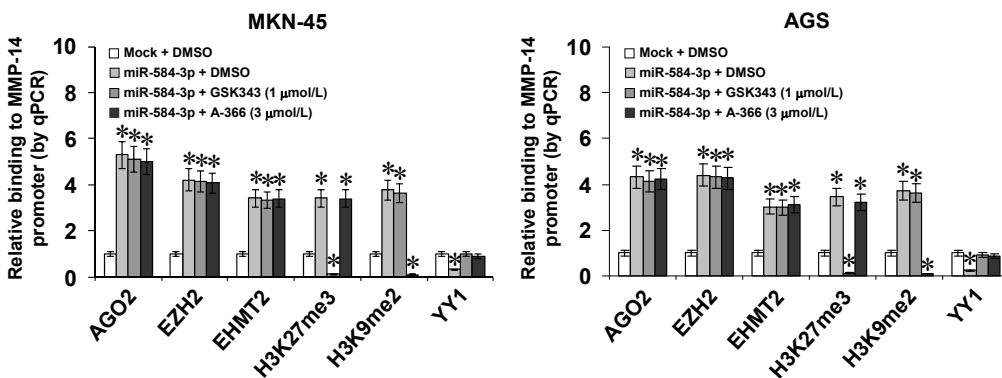 MKN-45
Relative binding to MMP-14
promoter (by qPCR)
10
8
6
4
2
0
Mock + DMSO
miR-584-3p + DMSO
miR-584-3p + GSK343 (1 μmol/L)
miR-584-3p + A-366 (3 μmol/L)
*** *** *** * * ** * *
AGO2
EZH2
EHMT2
H3K27me3
H3K9me2
YY1
AGS
Relative binding to MMP-14
promoter (by qPCR)
10
8
6
4
2
0
Mock + DMSO
miR-584-3p + DMSO
miR-584-3p + GSK343 (1 μmol/L)
miR-584-3p + A-366 (3 μmol/L)
*** *** *** * * * ** * *
AGO2
EZH2
EHMT2
H3K27me3
H3K9me2
YY1